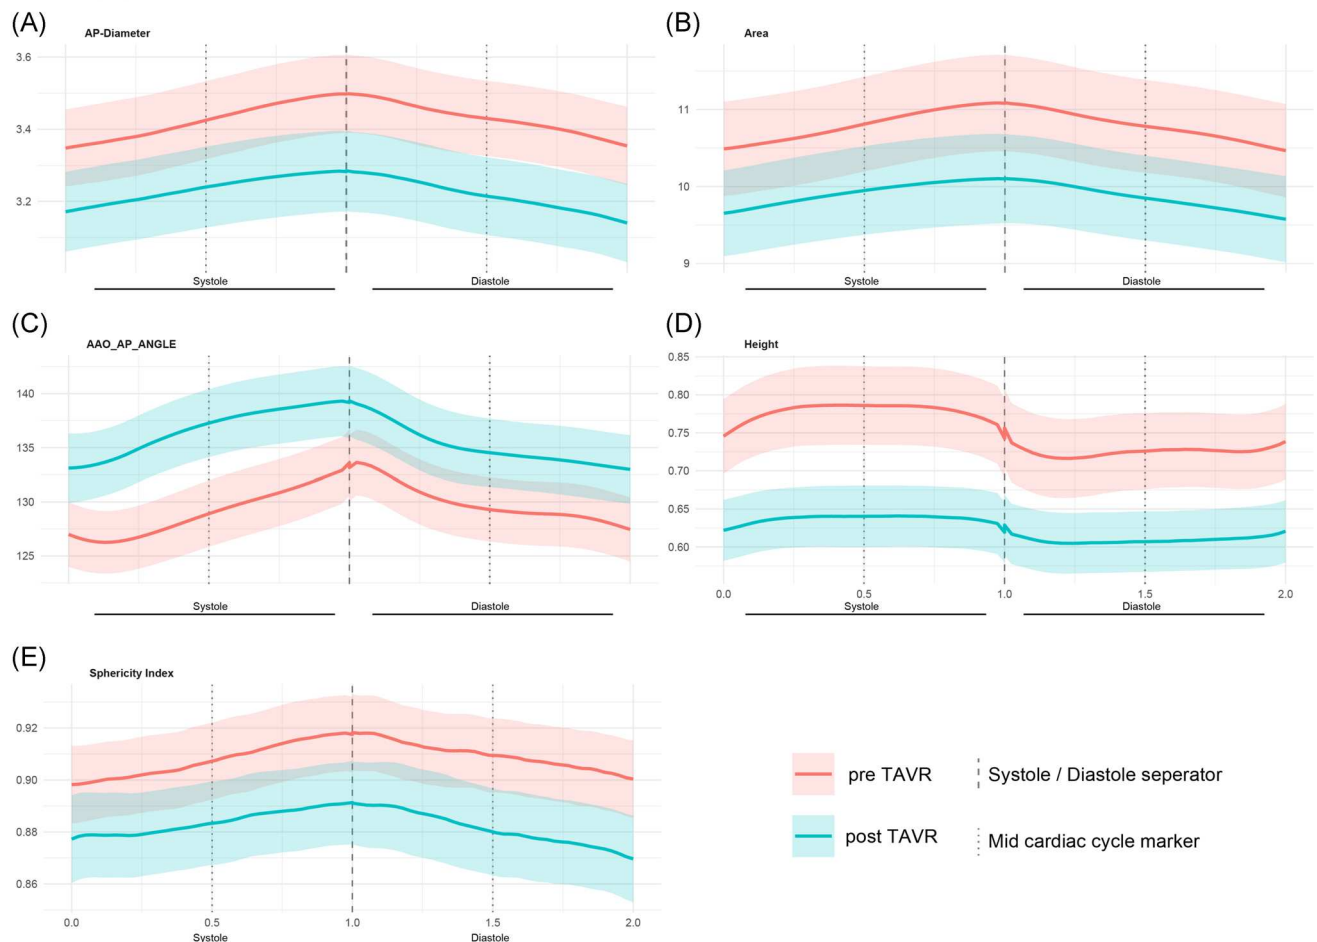 (A)
AP-Diameter
3.6
3.4
3.2
Systole
Diastole
(B)
Area
11
10
9
Systole
Diastole
(C)
AAO_AP_ANGLE
140
135
130
125
Systole
Diastole
(D)
Height
0.85
0.80
0.75
0.70
0.65
0.60
0.0 0.5 1.0 1.5 2.0
Systole
Diastole
(E)
Sphericity Index
0.92
0.90
0.88
0.86
0.0 0.5 1.0 1.5 2.0
Systole
Diastole
pre TAVR
post TAVR
Systole / Diastole seperator
Mid cardiac cycle marker